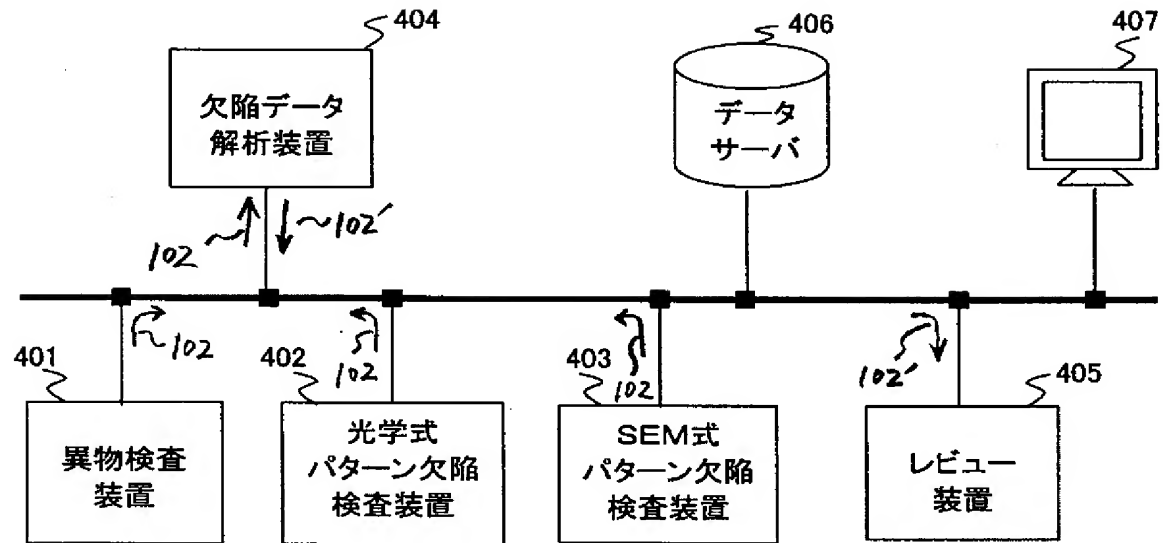 404
欠陥データ
解析装置
406
データ
サーバ
407
102
102′
401
異物検査
装置
102
402
光学式
パターン欠陥
検査装置
102
403
SEM式
パターン欠陥
検査装置
102
102′
405
レビュー
装置